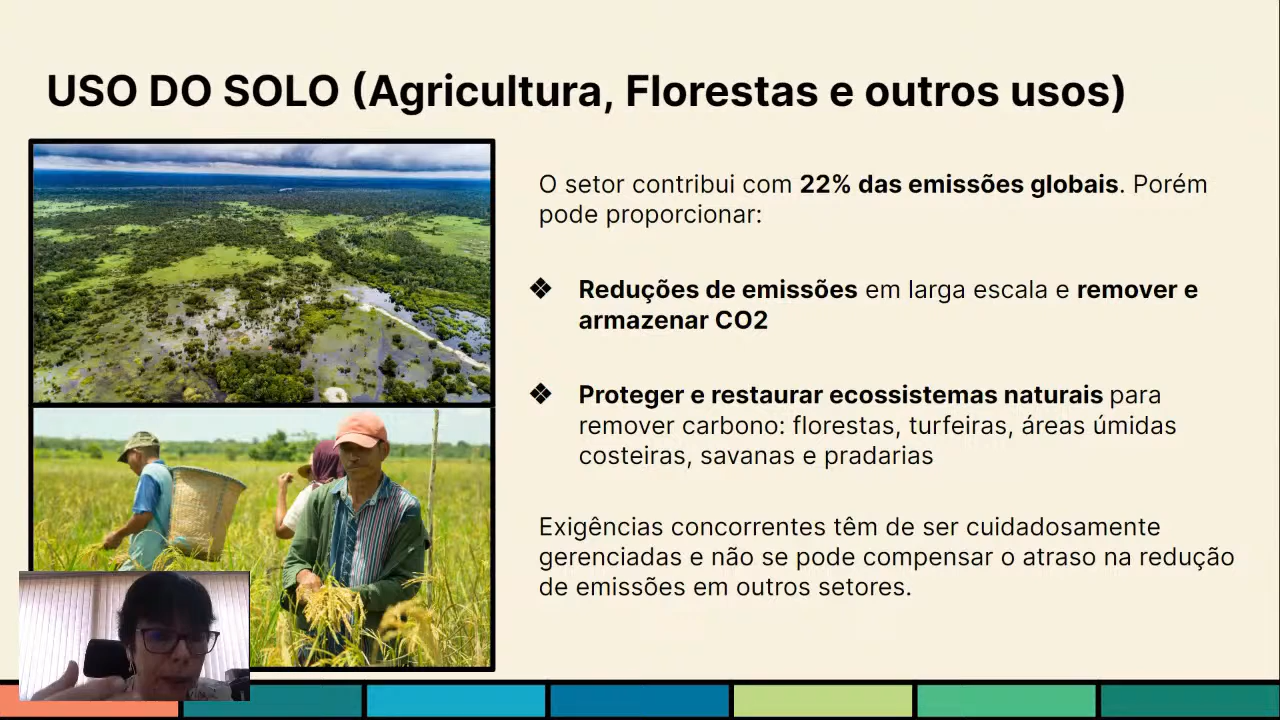 USO DO SOLO (Agricultura, Florestas e outros usos)
O setor contribui com 22% das emissões globais. Porém
pode proporcionar:
❖ Reduções de emissões em larga escala e remover e
armazenar CO2
❖ Proteger e restaurar ecossistemas naturais para
remover carbono: florestas, turfeiras, áreas úmidas
costeiras, savanas e pradarias
Exigências concorrentes têm de ser cuidadosamente
gerenciadas e não se pode compensar o atraso na redução
de emissões em outros setores.